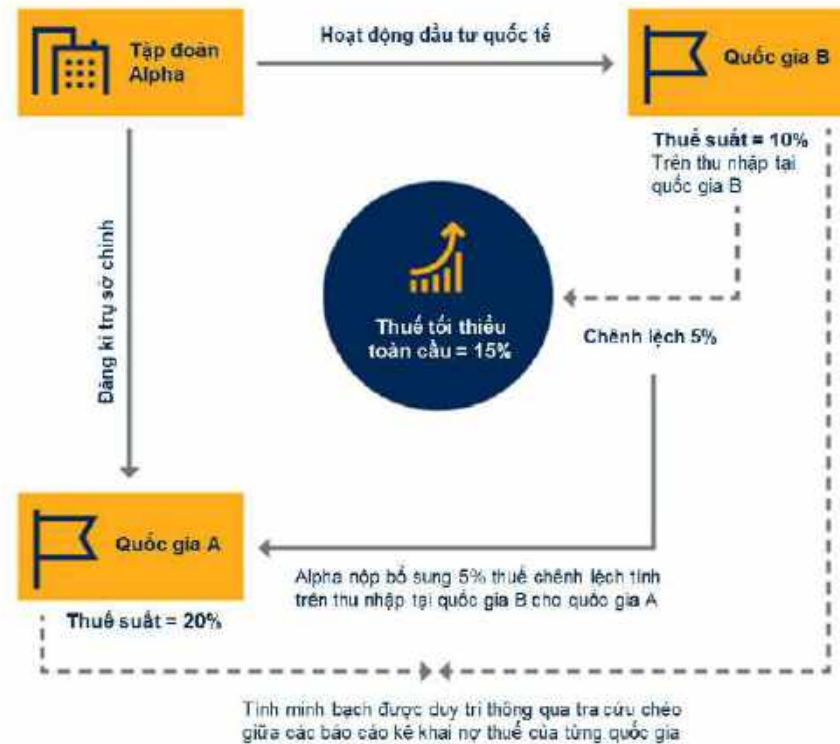 Tập đoàn
Alpha
Hoạt động đầu tư quốc tế
Quốc gia B
Thuế suất = 10%
Trên thu nhập tại
quốc gia B
Đăng kí trụ sở chính
Thuế tối thiểu
toàn cầu = 15%
Chênh lệch 5%
Quốc gia A
Alpha nộp bổ sung 5% thuế chênh lệch tính
trên thu nhập tại quốc gia B cho quốc gia A
Thuế suất = 20%
Tính minh bạch được duy trì thông qua tra cứu chéo
giữa các báo cáo kê khai nợ thuế của từng quốc gia